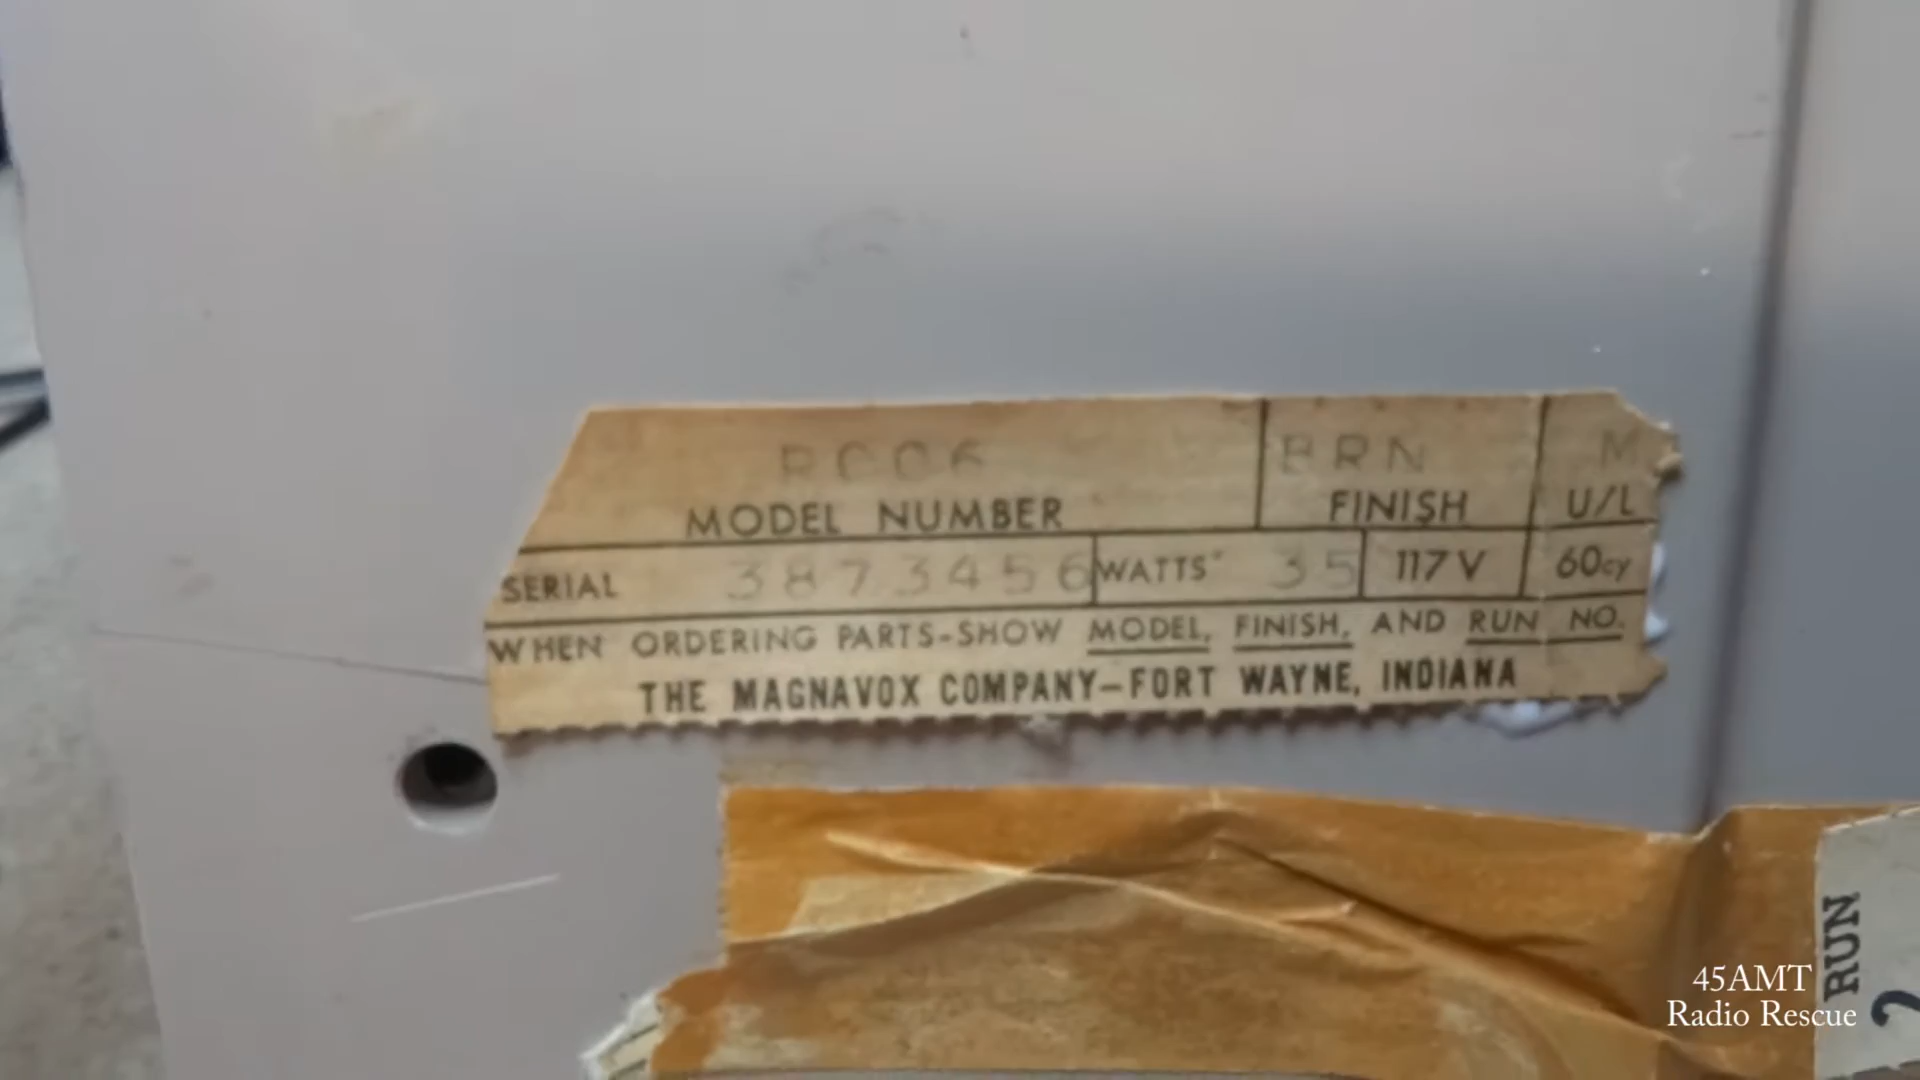 BRN M
MODEL NUMBER FINISH U/L
SERIAL 3873456 WATTS 35 117V 60cy
WHEN ORDERING PARTS-SHOW MODEL, FINISH, AND RUN NO.
THE MAGNAVOX COMPANY-FORT WAYNE, INDIANA
RUN
45AMT
Radio Rescue